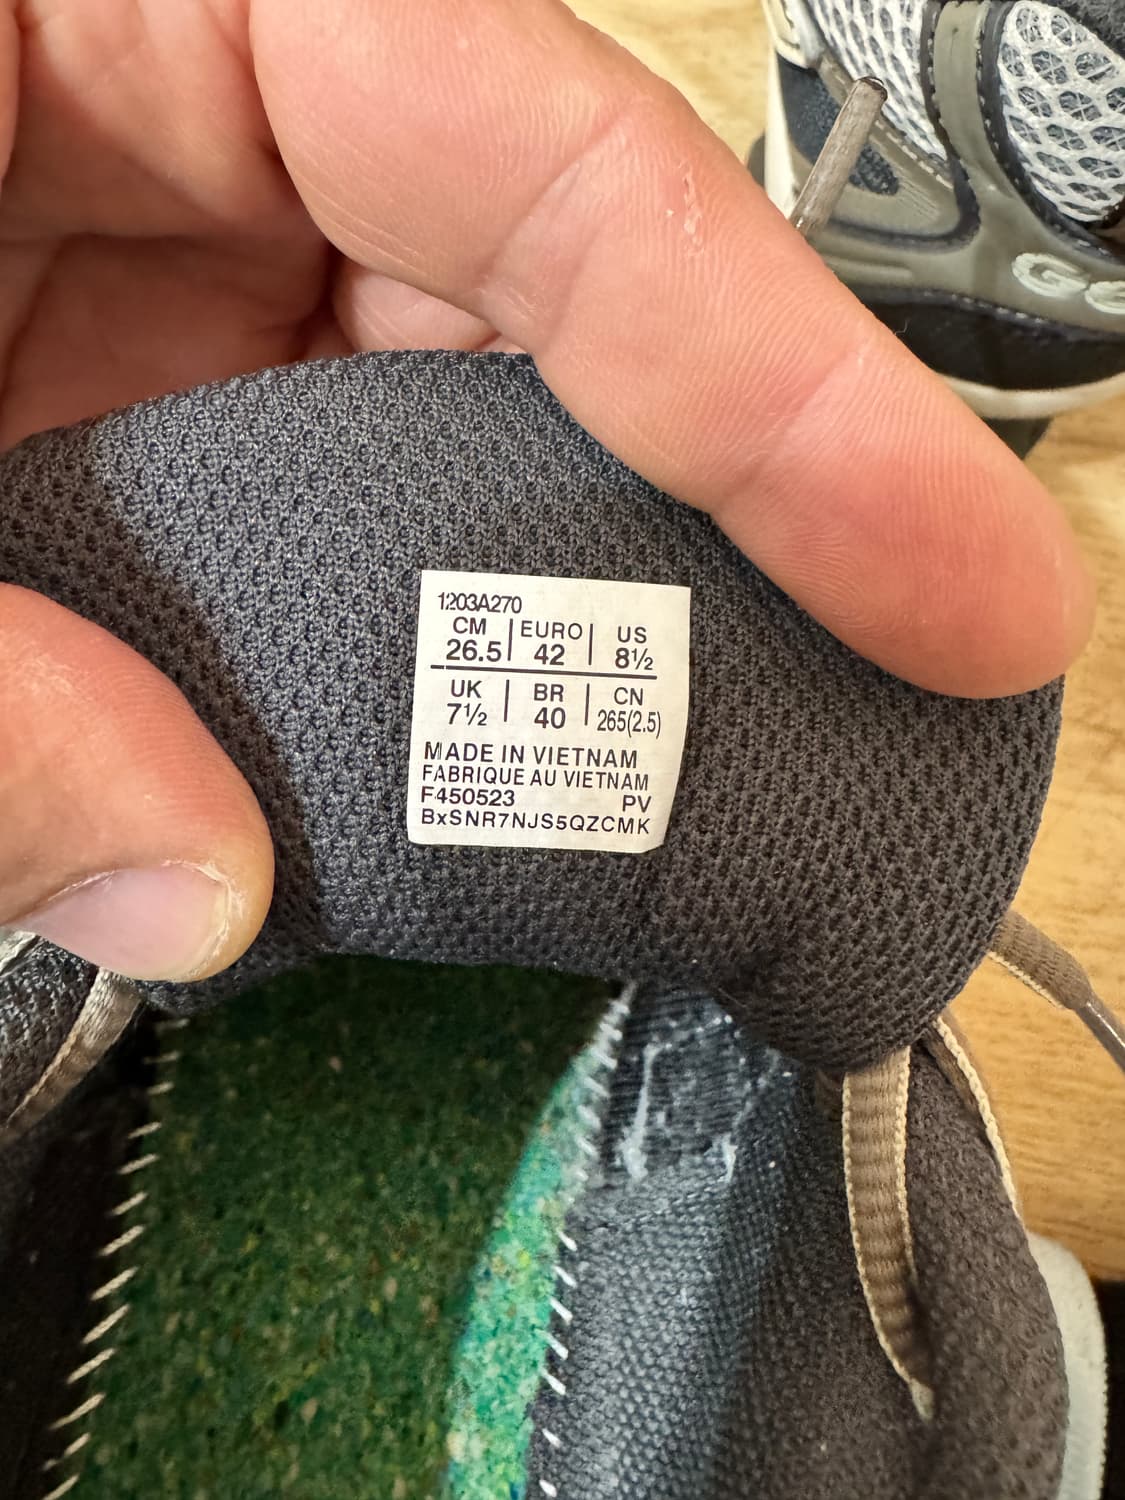 1203A270
CM EURO US
26.5 42 8½
UK BR CN
7½ 40 265(2.5)
MADE IN VIETNAM
FABRIQUE AU VIETNAM
F450523 PV
BxSNR7NJS5QZCMK